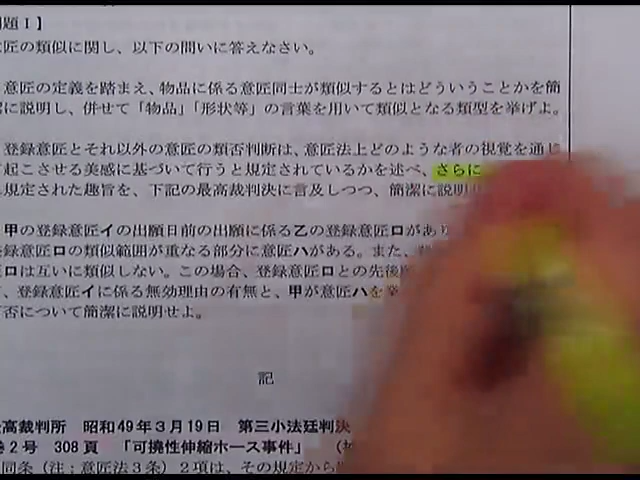 題Ⅰ】
匠の類似に関し、以下の問いに答えなさい。
意匠の定義を踏まえ、物品に係る意匠同士が類似するとはどういうことかを簡
に説明し、併せて「物品」「形状等」の言葉を用いて類似となる類型を挙げよ。
登録意匠とそれ以外の意匠の類否判断は、意匠法上どのような者の視覚を通じ
起こさせる美感に基づいて行うと規定されているかを述べ、さらに
規定された趣旨を、下記の最高裁判決に言及しつつ、簡潔に説明
甲の登録意匠イの出願日前の出願に係る乙の登録意匠ロがあり
録意匠ロの類似範囲が重なる部分に意匠ハがある。また、
ロは互いに類似しない。この場合、登録意匠ロとの先後
、登録意匠イに係る無効理由の有無と、甲が意匠ハを
否について簡潔に説明せよ。
記
高裁判所 昭和49年3月19日 第三小法廷判決
巻2号 308頁 「可撓性伸縮ホース事件」
同条（注：意匠法3条）2項は、その規定から